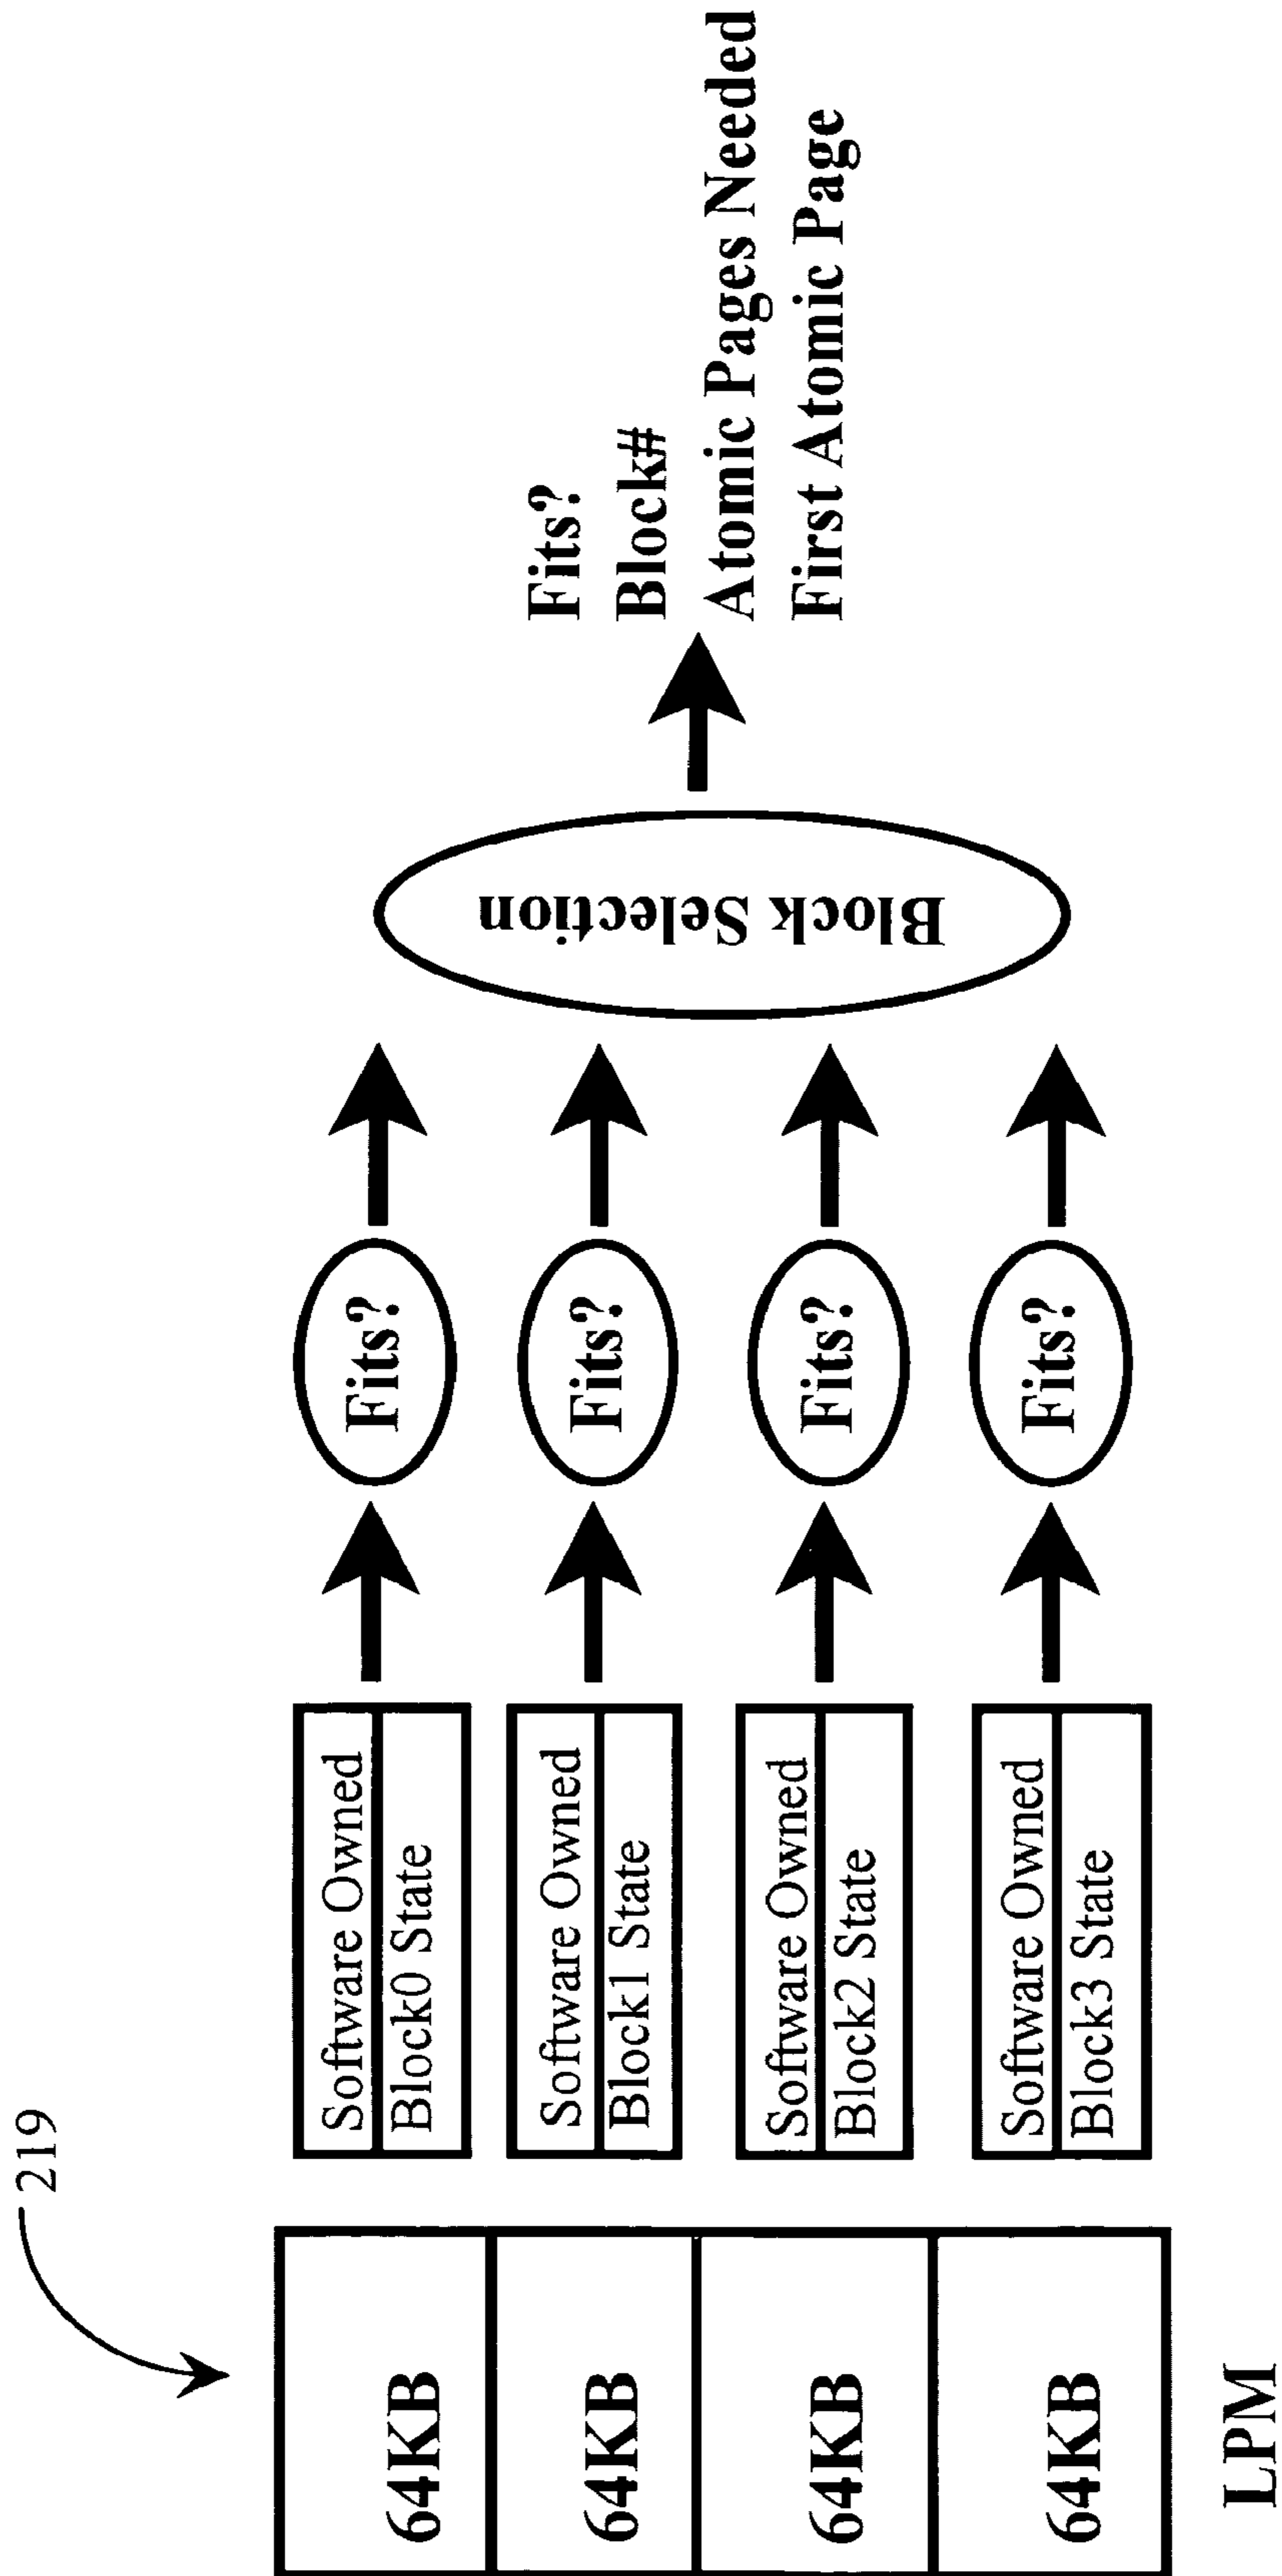 219
64KB
64KB
64KB
64KB
LPM
Software Owned
Block0 State
Software Owned
Block1 State
Software Owned
Block2 State
Software Owned
Block3 State
Fits?
Fits?
Fits?
Fits?
Block Selection
Fits?
Block#
Atomic Pages Needed
First Atomic Page